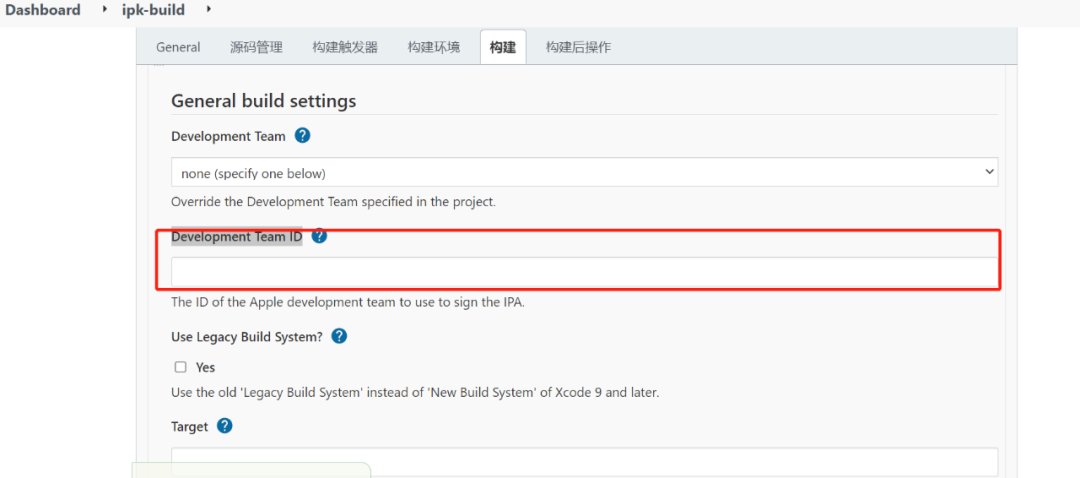 Dashboard ipk-build
General 源码管理 构建触发器 构建环境 构建 构建后操作
General build settings
Development Team ?
none (specify one below)
Override the Development Team specified in the project.
Development Team ID ?
The ID of the Apple development team to use to sign the IPA.
Use Legacy Build System? ?
Yes
Use the old 'Legacy Build System' instead of 'New Build System' of Xcode 9 and later.
Target ?